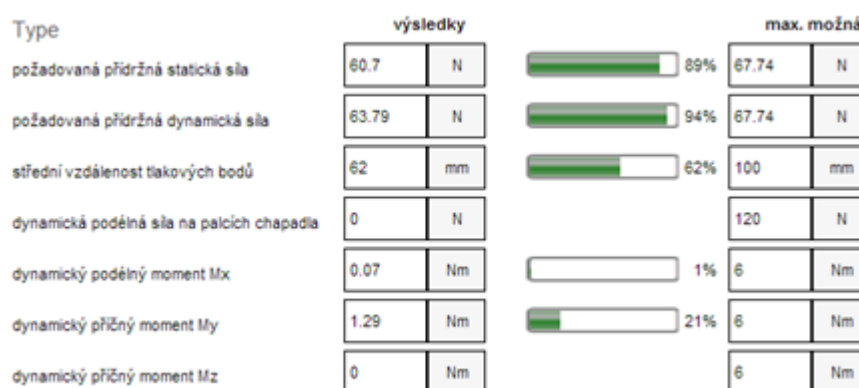 Type výsledky max. možná
požadovaná přídržná statická síla 60.7 N 89% 67.74 N
požadovaná přídržná dynamická síla 63.79 N 94% 67.74 N
střední vzdálenost tlakových bodů 62 mm 62% 100 mm
dynamická podélná síla na palcích chapadla 0 N 120 N
dynamický podélný moment Mx 0.07 Nm 1% 6 Nm
dynamický příčný moment My 1.29 Nm 21% 6 Nm
dynamický příčný moment Mz 0 Nm 6 Nm